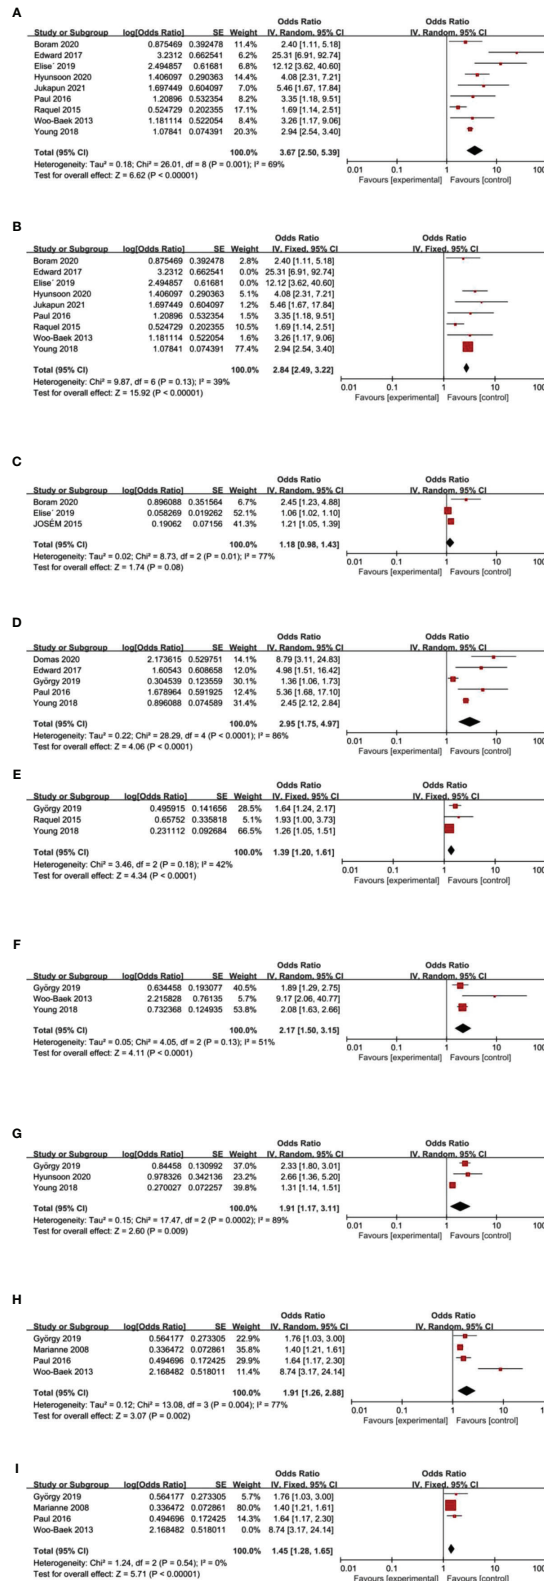 A
Odds Ratio Odds Ratio
Study or Subgroup log[Odds Ratio] SE Weight IV, Random, 95% CI IV, Random, 95% CI
Boram 2020 0.875469 0.392478 11.4% 2.40 [1.11, 5.18]
Edward 2017 3.2312 0.662541 6.2% 25.31 [6.91, 92.74]
Elise´ 2019 2.494857 0.61681 6.8% 12.12 [3.62, 40.60]
Hyunsoon 2020 1.406097 0.290363 14.5% 4.08 [2.31, 7.21]
Jukapun 2021 1.697449 0.604097 7.0% 5.46 [1.67, 17.84]
Paul 2016 1.20896 0.532354 8.2% 3.35 [1.18, 9.51]
Raquel 2015 0.524729 0.202355 17.1% 1.69 [1.14, 2.51]
Woo-Baek 2013 1.181114 0.522054 8.4% 3.26 [1.17, 9.06]
Young 2018 1.07841 0.074391 20.3% 2.94 [2.54, 3.40]
Total (95% CI) 100.0% 3.67 [2.50, 5.39]
Heterogeneity: Tau² = 0.18; Chi² = 26.01, df = 8 (P = 0.001); I² = 69%
Test for overall effect: Z = 6.62 (P < 0.00001)
0.01 0.1 1 10 100
Favours [experimental] Favours [control]
B
Odds Ratio Odds Ratio
Study or Subgroup log[Odds Ratio] SE Weight IV, Fixed, 95% CI IV, Fixed, 95% CI
Boram 2020 0.875469 0.392478 2.8% 2.40 [1.11, 5.18]
Edward 2017 3.2312 0.662541 0.0% 25.31 [6.91, 92.74]
Elise´ 2019 2.494857 0.61681 0.0% 12.12 [3.62, 40.60]
Hyunsoon 2020 1.406097 0.290363 5.1% 4.08 [2.31, 7.21]
Jukapun 2021 1.697449 0.604097 1.2% 5.46 [1.67, 17.84]
Paul 2016 1.20896 0.532354 1.5% 3.35 [1.18, 9.51]
Raquel 2015 0.524729 0.202355 10.5% 1.69 [1.14, 2.51]
Woo-Baek 2013 1.181114 0.522054 1.6% 3.26 [1.17, 9.06]
Young 2018 1.07841 0.074391 77.4% 2.94 [2.54, 3.40]
Total (95% CI) 100.0% 2.84 [2.49, 3.22]
Heterogeneity: Chi² = 9.87, df = 6 (P = 0.13); I² = 39%
Test for overall effect: Z = 15.92 (P < 0.00001)
0.01 0.1 1 10 100
Favours [experimental] Favours [control]
C
Odds Ratio Odds Ratio
Study or Subgroup log[Odds Ratio] SE Weight IV, Random, 95% CI IV, Random, 95% CI
Boram 2020 0.896088 0.351564 6.7% 2.45 [1.23, 4.88]
Elise´ 2019 0.058269 0.019262 52.1% 1.06 [1.02, 1.10]
JOSÉM 2015 0.19062 0.07156 41.3% 1.21 [1.05, 1.39]
Total (95% CI) 100.0% 1.18 [0.98, 1.43]
Heterogeneity: Tau² = 0.02; Chi² = 8.73, df = 2 (P = 0.01); I² = 77%
Test for overall effect: Z = 1.74 (P = 0.08)
0.01 0.1 1 10 100
Favours [experimental] Favours [control]
D
Odds Ratio Odds Ratio
Study or Subgroup log[Odds Ratio] SE Weight IV, Random, 95% CI IV, Random, 95% CI
Domas 2020 2.173615 0.529751 14.1% 8.79 [3.11, 24.83]
Edward 2017 1.60543 0.608658 12.0% 4.98 [1.51, 16.42]
György 2019 0.304539 0.123559 30.1% 1.36 [1.06, 1.73]
Paul 2016 1.678964 0.591925 12.4% 5.36 [1.68, 17.10]
Young 2018 0.896088 0.074589 31.4% 2.45 [2.12, 2.84]
Total (95% CI) 100.0% 2.95 [1.75, 4.97]
Heterogeneity: Tau² = 0.22; Chi² = 28.29, df = 4 (P < 0.0001); I² = 86%
Test for overall effect: Z = 4.06 (P < 0.0001)
0.01 0.1 1 10 100
Favours [experimental] Favours [control]
E
Odds Ratio Odds Ratio
Study or Subgroup log[Odds Ratio] SE Weight IV, Fixed, 95% CI IV, Fixed, 95% CI
György 2019 0.495915 0.141656 28.5% 1.64 [1.24, 2.17]
Raquel 2015 0.65752 0.335818 5.1% 1.93 [1.00, 3.73]
Young 2018 0.231112 0.092684 66.5% 1.26 [1.05, 1.51]
Total (95% CI) 100.0% 1.39 [1.20, 1.61]
Heterogeneity: Chi² = 3.46, df = 2 (P = 0.18); I² = 42%
Test for overall effect: Z = 4.34 (P < 0.0001)
0.01 0.1 1 10 100
Favours [experimental] Favours [control]
F
Odds Ratio Odds Ratio
Study or Subgroup log[Odds Ratio] SE Weight IV, Random, 95% CI IV, Random, 95% CI
György 2019 0.634458 0.193077 40.5% 1.89 [1.29, 2.75]
Woo-Baek 2013 2.215828 0.76135 5.7% 9.17 [2.06, 40.77]
Young 2018 0.732368 0.124935 53.8% 2.08 [1.63, 2.66]
Total (95% CI) 100.0% 2.17 [1.50, 3.15]
Heterogeneity: Tau² = 0.05; Chi² = 4.05, df = 2 (P = 0.13); I² = 51%
Test for overall effect: Z = 4.11 (P < 0.0001)
0.01 0.1 1 10 100
Favours [experimental] Favours [control]
G
Odds Ratio Odds Ratio
Study or Subgroup log[Odds Ratio] SE Weight IV, Random, 95% CI IV, Random, 95% CI
György 2019 0.84458 0.130992 37.0% 2.33 [1.80, 3.01]
Hyunsoon 2020 0.978326 0.342136 23.2% 2.66 [1.36, 5.20]
Young 2018 0.270027 0.072257 39.8% 1.31 [1.14, 1.51]
Total (95% CI) 100.0% 1.91 [1.17, 3.11]
Heterogeneity: Tau² = 0.15; Chi² = 17.47, df = 2 (P = 0.0002); I² = 89%
Test for overall effect: Z = 2.60 (P = 0.009)
0.01 0.1 1 10 100
Favours [experimental] Favours [control]
H
Odds Ratio Odds Ratio
Study or Subgroup log[Odds Ratio] SE Weight IV, Random, 95% CI IV, Random, 95% CI
György 2019 0.564177 0.273305 22.9% 1.76 [1.03, 3.00]
Marianne 2008 0.336472 0.072861 35.8% 1.40 [1.21, 1.61]
Paul 2016 0.494696 0.172425 29.9% 1.64 [1.17, 2.30]
Woo-Baek 2013 2.168482 0.518011 11.4% 8.74 [3.17, 24.14]
Total (95% CI) 100.0% 1.91 [1.26, 2.88]
Heterogeneity: Tau² = 0.12; Chi² = 13.08, df = 3 (P = 0.004); I² = 77%
Test for overall effect: Z = 3.07 (P = 0.002)
0.01 0.1 1 10 100
Favours [experimental] Favours [control]
I
Odds Ratio Odds Ratio
Study or Subgroup log[Odds Ratio] SE Weight IV, Fixed, 95% CI IV, Fixed, 95% CI
György 2019 0.564177 0.273305 5.7% 1.76 [1.03, 3.00]
Marianne 2008 0.336472 0.072861 80.0% 1.40 [1.21, 1.61]
Paul 2016 0.494696 0.172425 14.3% 1.64 [1.17, 2.30]
Woo-Baek 2013 2.168482 0.518011 0.0% 8.74 [3.17, 24.14]
Total (95% CI) 100.0% 1.45 [1.28, 1.65]
Heterogeneity: Chi² = 1.24, df = 2 (P = 0.54); I² = 0%
Test for overall effect: Z = 5.71 (P < 0.00001)
0.01 0.1 1 10 100
Favours [experimental] Favours [control]